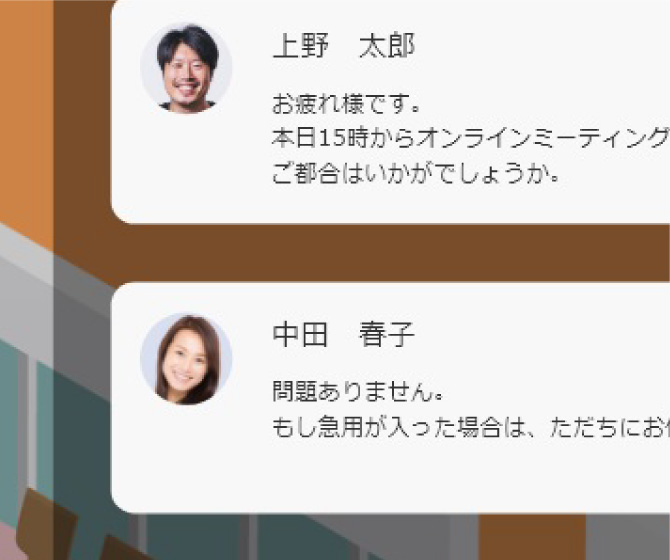 上野　太郎
お疲れ様です。
本日15時からオンラインミーティング
ご都合はいかがでしょうか。
中田　春子
問題ありません。
もし急用が入った場合は、ただちにお